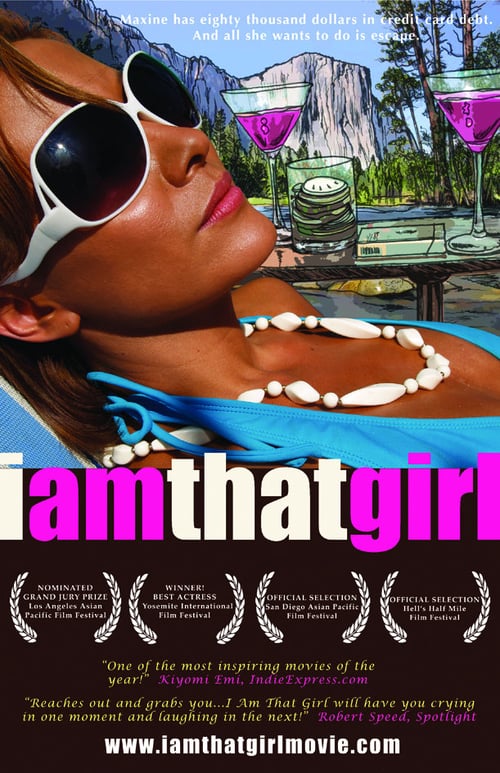 Maxine has eighty thousand dollars in credit card debt.
And all she wants to do is escape.
iamthatgirl
NOMINATED
GRAND JURY PRIZE
Los Angeles Asian
Pacific Film Festival
WINNER!
BEST ACTRESS
Yosemite International
Film Festival
OFFICIAL SELECTION
San Diego Asian Pacific
Film Festival
OFFICIAL SELECTION
Hell's Half Mile
Film Festival
"One of the most inspiring movies of the
year!" Kiyomi Emi, IndieExpress.com
"Reaches out and grabs you...I Am That Girl will have you crying
in one moment and laughing in the next!" Robert Speed, Spotlight
www.iamthatgirlmovie.com